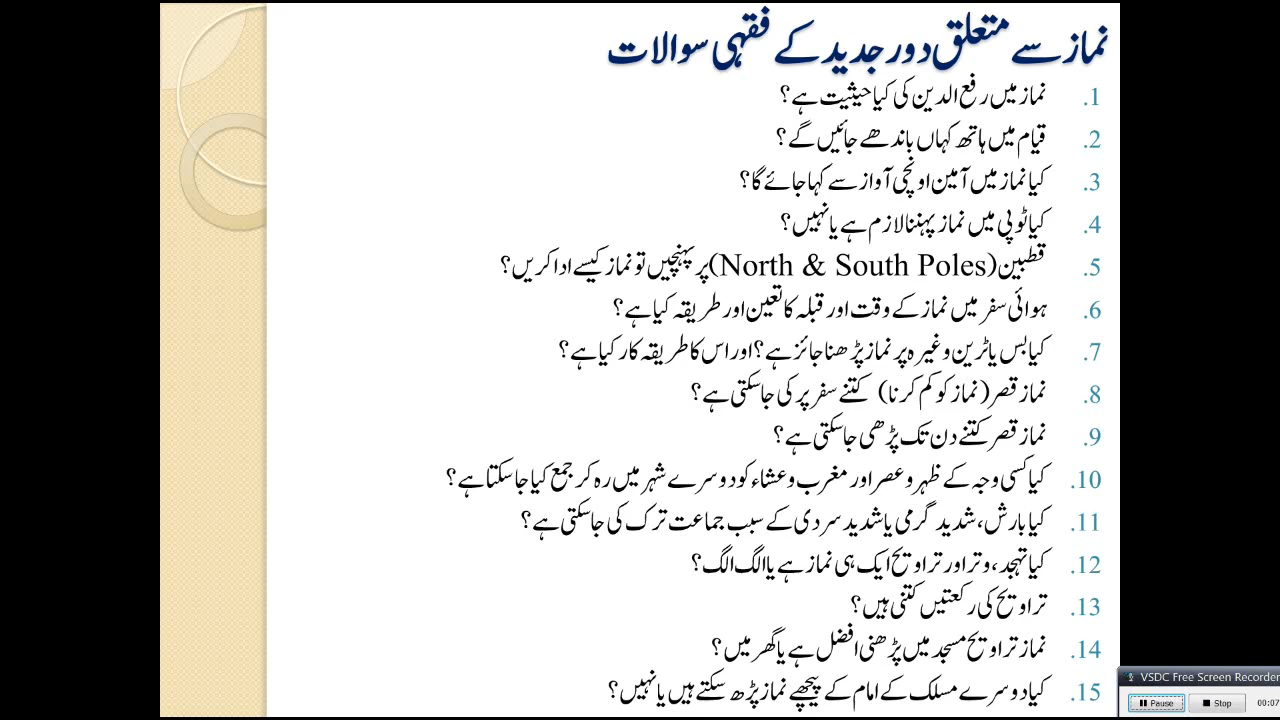 نماز سے متعلق دور جدید کے فقہی سوالات
1. نماز میں رفع الدین کی کیا حیثیت ہے؟
2. قیام میں ہاتھ کہاں باندھے جائیں گے؟
3. کیا نماز میں آمین اونچی آواز سے کہا جائے گا؟
4. کیا ٹوپی میں نماز پہننا لازم ہے یا نہیں؟
5. قطبین (North & South Poles) پر پہنچیں تو نماز کیسے ادا کریں؟
6. ہوائی سفر میں نماز کے وقت اور قبلہ کا تعین اور طریقہ کیا ہے؟
7. کیا بس یا ٹرین وغیرہ پر نماز پڑھنا جائز ہے؟ اور اس کا طریقہ کار کیا ہے؟
8. نماز قصر (نماز کو کم کرنا) کتنے سفر پر کی جاسکتی ہے؟
9. نماز قصر کتنے دن تک پڑھی جاسکتی ہے؟
10. کیا کسی وجہ کے ظہر و عصر اور مغرب و عشاء کو دوسرے شہر میں رہ کر جمع کیا جاسکتا ہے؟
11. کیا بارش، شدید گرمی یا شدید سردی کے سبب جماعت ترک کی جاسکتی ہے؟
12. کیا تہجد، وتر اور تراویح ایک ہی نماز ہے یا الگ الگ؟
13. تراویح کی رکعتیں کتنی ہیں؟
14. نماز تراویح مسجد میں پڑھنی افضل ہے یا گھر میں؟
15. کیا دوسرے مسلک کے امام کے پیچھے نماز پڑھ سکتے ہیں یا نہیں؟
VSDC Free Screen Recorder
Pause Stop 00:07